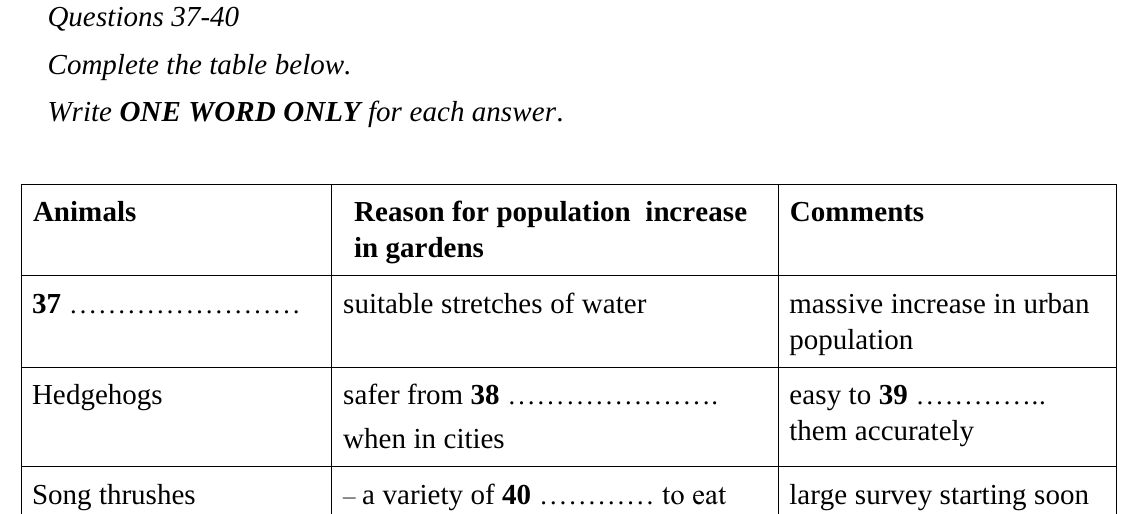 Questions 37-40
Complete the table below.
Write ONE WORD ONLY for each answer.
Animals
Reason for population increase
in gardens
Comments
37 ……………………
suitable stretches of water
massive increase in urban
population
Hedgehogs
safer from 38 ………………….
when in cities
easy to 39 …………..
them accurately
Song thrushes
– a variety of 40 ………… to eat
large survey starting soon